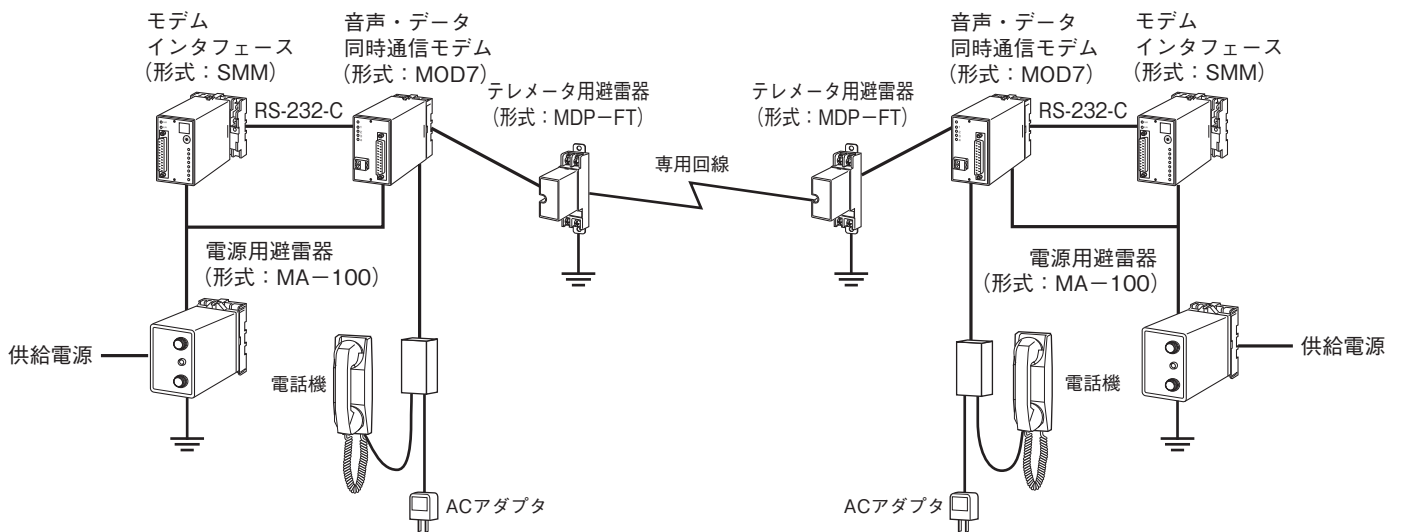 モデム
インタフェース
(形式：SMM)
音声・データ
同時通信モデム
(形式：MOD7)
音声・データ
同時通信モデム
(形式：MOD7)
モデム
インタフェース
(形式：SMM)
RS-232-C
テレメータ用避雷器
(形式：MDP−FT)
テレメータ用避雷器
(形式：MDP−FT)
RS-232-C
専用回線
電源用避雷器
(形式：MA−100)
電源用避雷器
(形式：MA−100)
供給電源
電話機
電話機
供給電源
ACアダプタ
ACアダプタ